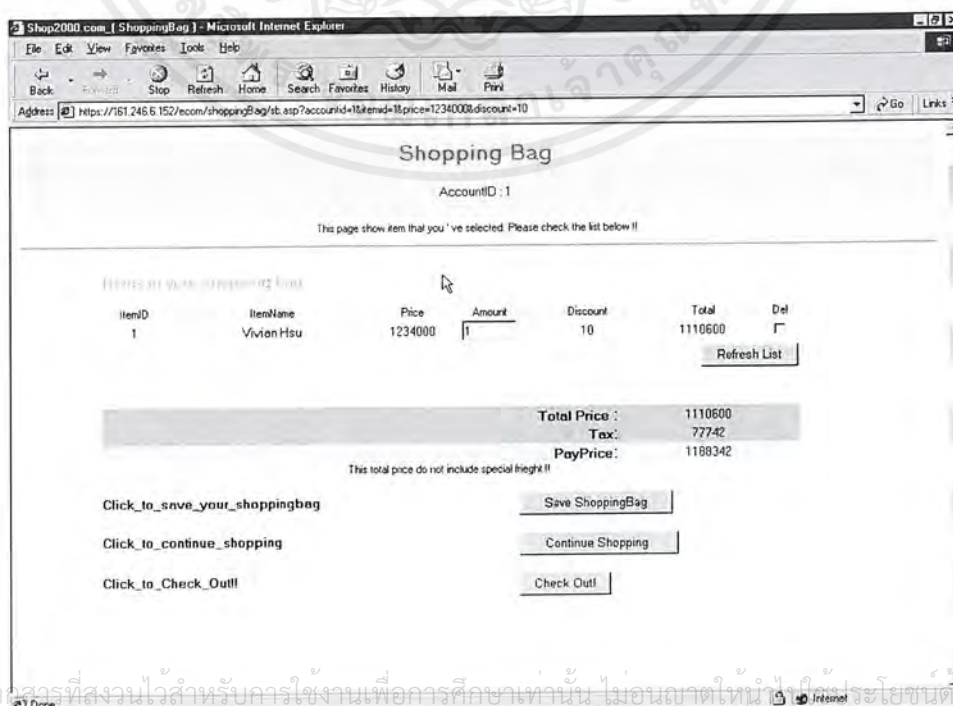 Shop2000.com_[ ShoppingBag ] - Microsoft Internet Explorer
File Edit View Favorites Tools Help
Back Forward Stop Refresh Home Search Favorites History Mail Print
Address https://161.246.6.152/ecom/shoppingBag/sb.asp?accountid=1&itemid=1&price=1234000&discount=10 Go Links
Shopping Bag
AccountID : 1
This page show item that you ' ve selected. Please check the list below !!
Items in your shopping bag
ItemID ItemName Price Amount Discount Total Del
1 Vivian Hsu 1234000 1 10 1110600
Refresh List
Total Price : 1110600
Tax: 77742
PayPrice: 1188342
This total price do not include special frieght !!
Click_to_save_your_shoppingbag Save ShoppingBag
Click_to_continue_shopping Continue Shopping
Click_to_Check_Out!! Check Out!
สารที่สงวนไว้สำหรับการใช้งานเพื่อการศึกษาเท่านั้น ไม่อนุญาตให้นำไปใช้ประโยชน์ด้
Done Internet